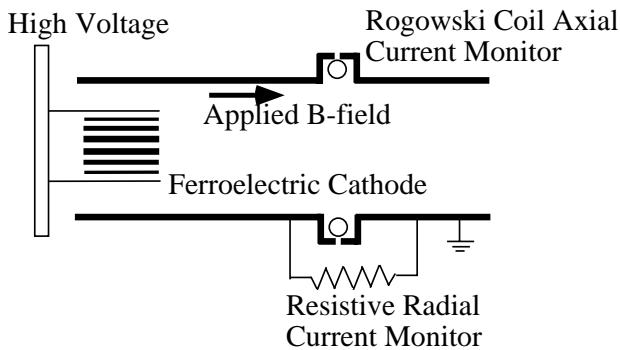 High Voltage
Rogowski Coil Axial
Current Monitor
Applied B-field
Ferroelectric Cathode
Resistive Radial
Current Monitor